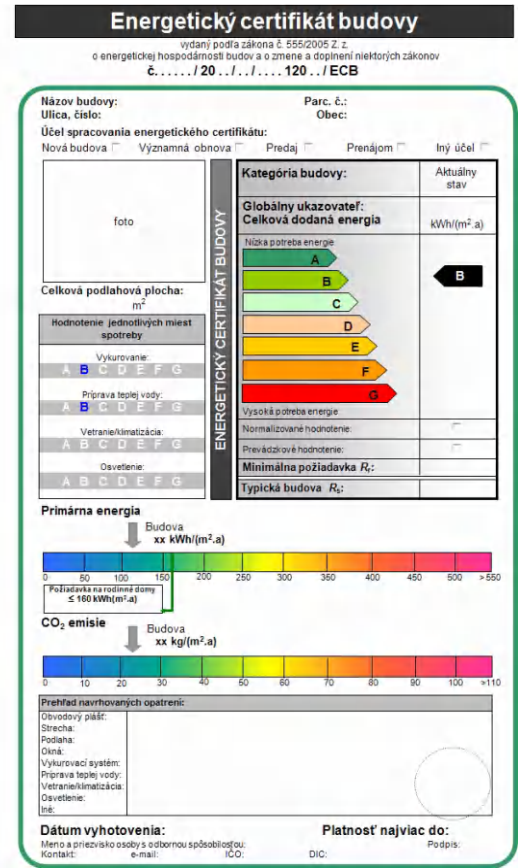 Energetický certifikát budovy
vydaný podľa zákona č. 555/2005 Z. z.
o energetickej hospodárnosti budov a o zmene a doplnení niektorých zákonov
č. . . . . . / 20 . . / . . / . . . . 120 . . / ECB
Názov budovy: Parc. č.:
Ulica, číslo: Obec:
Účel spracovania energetického certifikátu:
Nová budova Významná obnova Predaj Prenájom Iný účel
foto
Celková podlahová plocha:
m²
Hodnotenie jednotlivých miest
spotreby
Vykurovanie:
A B C D E F G
Príprava teplej vody:
A B C D E F G
Vetranie/klimatizácia:
A B C D E F G
Osvetlenie:
A B C D E F G
ENERGETICKÝ CERTIFIKÁT BUDOVY
Kategória budovy: Aktuálny
stav
Globálny ukazovateľ:
Celková dodaná energia kWh/(m².a)
Nízka potreba energie
A
B B
C
D
E
F
G
Vysoká potreba energie
Normalizované hodnotenie:
Prevádzkové hodnotenie:
Minimálna požiadavka Rr:
Typická budova Rs:
Primárna energia
Budova
xx kWh/(m².a)
0 50 100 150 200 250 300 350 400 450 500 >550
Požiadavka na rodinné domy
≤ 160 kWh(m².a)
CO₂ emisie
Budova
xx kg/(m².a)
0 10 20 30 40 50 60 70 80 90 100 >110
Prehľad navrhovaných opatrení:
Obvodový plášť:
Strecha:
Podlaha:
Okná:
Vykurovací systém:
Príprava teplej vody:
Vetranie/klimatizácia:
Osvetlenie:
Iné:
Dátum vyhotovenia: Platnosť najviac do:
Meno a priezvisko osoby s odbornou spôsobilosťou: Podpis:
Kontakt: e-mail: IČO: DIČ: